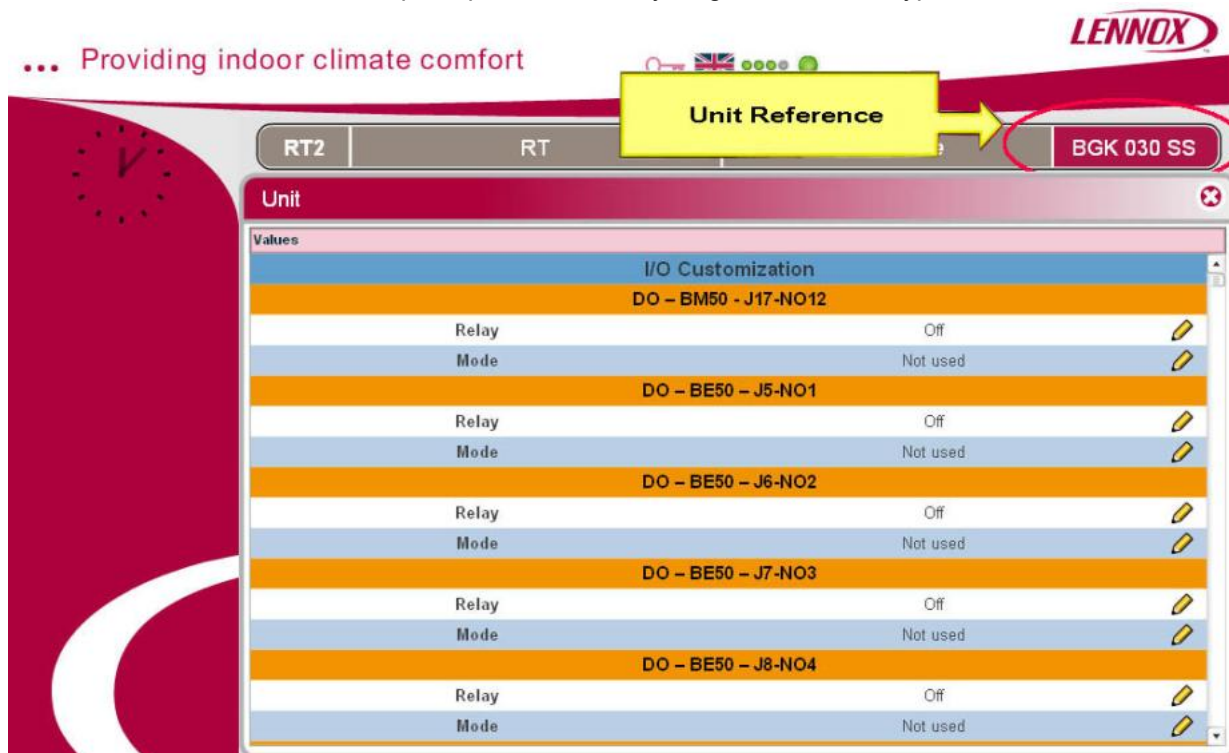 LENNOX
... Providing indoor climate comfort
Unit Reference
RT2 RT e BGK 030 SS
Unit
Values
I/O Customization
DO – BM50 - J17-NO12
Relay Off
Mode Not used
DO – BE50 – J5-NO1
Relay Off
Mode Not used
DO – BE50 – J6-NO2
Relay Off
Mode Not used
DO – BE50 – J7-NO3
Relay Off
Mode Not used
DO – BE50 – J8-NO4
Relay Off
Mode Not used